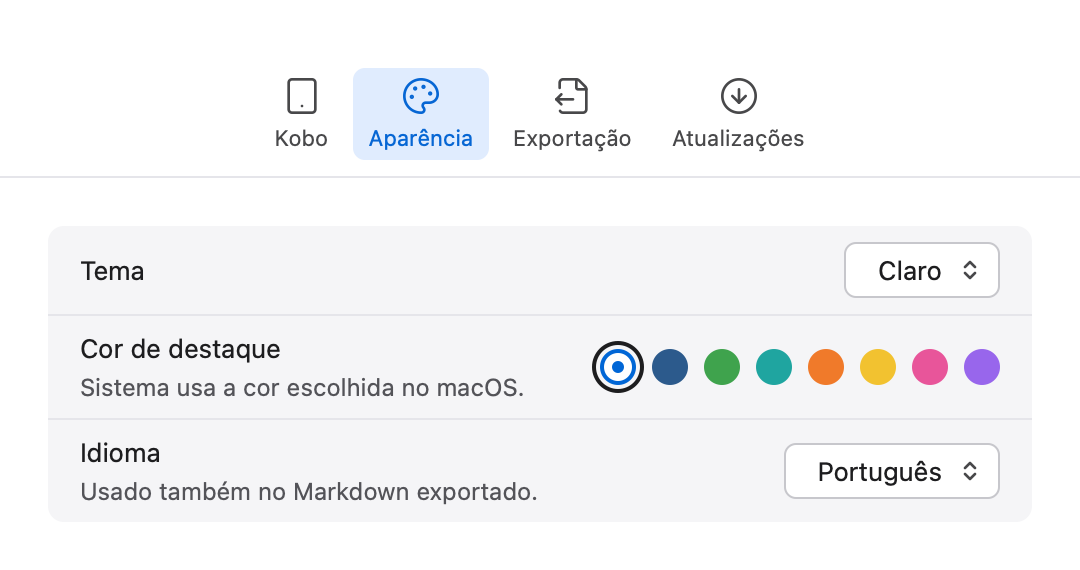 Kobo
Aparência
Exportação
Atualizações
Tema
Claro
Cor de destaque
Sistema usa a cor escolhida no macOS.
Idioma
Usado também no Markdown exportado.
Português